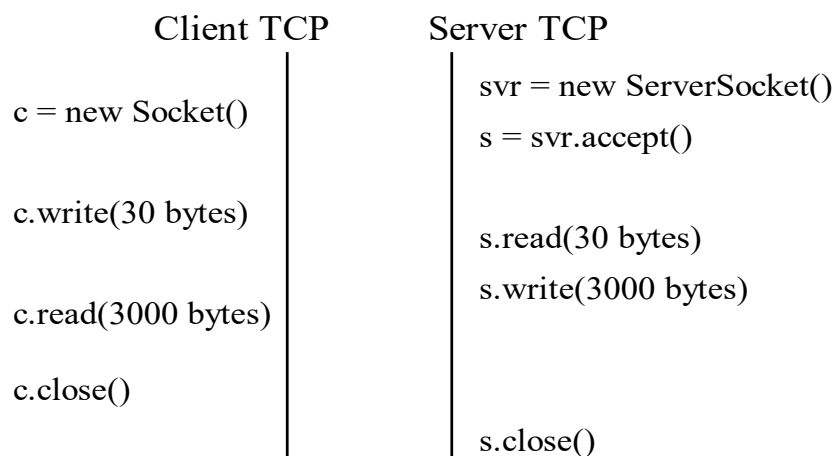 Client TCP
Server TCP
svr = new ServerSocket()
c = new Socket()
s = svr.accept()
c.write(30 bytes)
s.read(30 bytes)
s.write(3000 bytes)
c.read(3000 bytes)
c.close()
s.close()